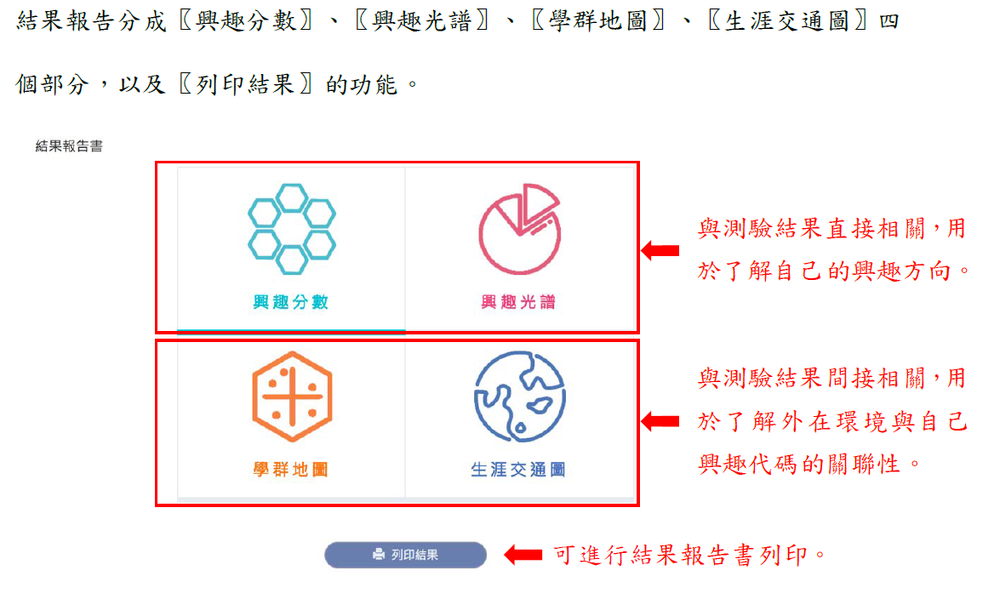 結果報告分成〖興趣分數〗、〖興趣光譜〗、〖學群地圖〗、〖生涯交通圖〗四
個部分，以及〖列印結果〗的功能。
結果報告書
興趣分數
興趣光譜
與測驗結果直接相關，用
於了解自己的興趣方向。
學群地圖
生涯交通圖
與測驗結果間接相關，用
於了解外在環境與自己
興趣代碼的關聯性。
列印結果
可進行結果報告書列印。